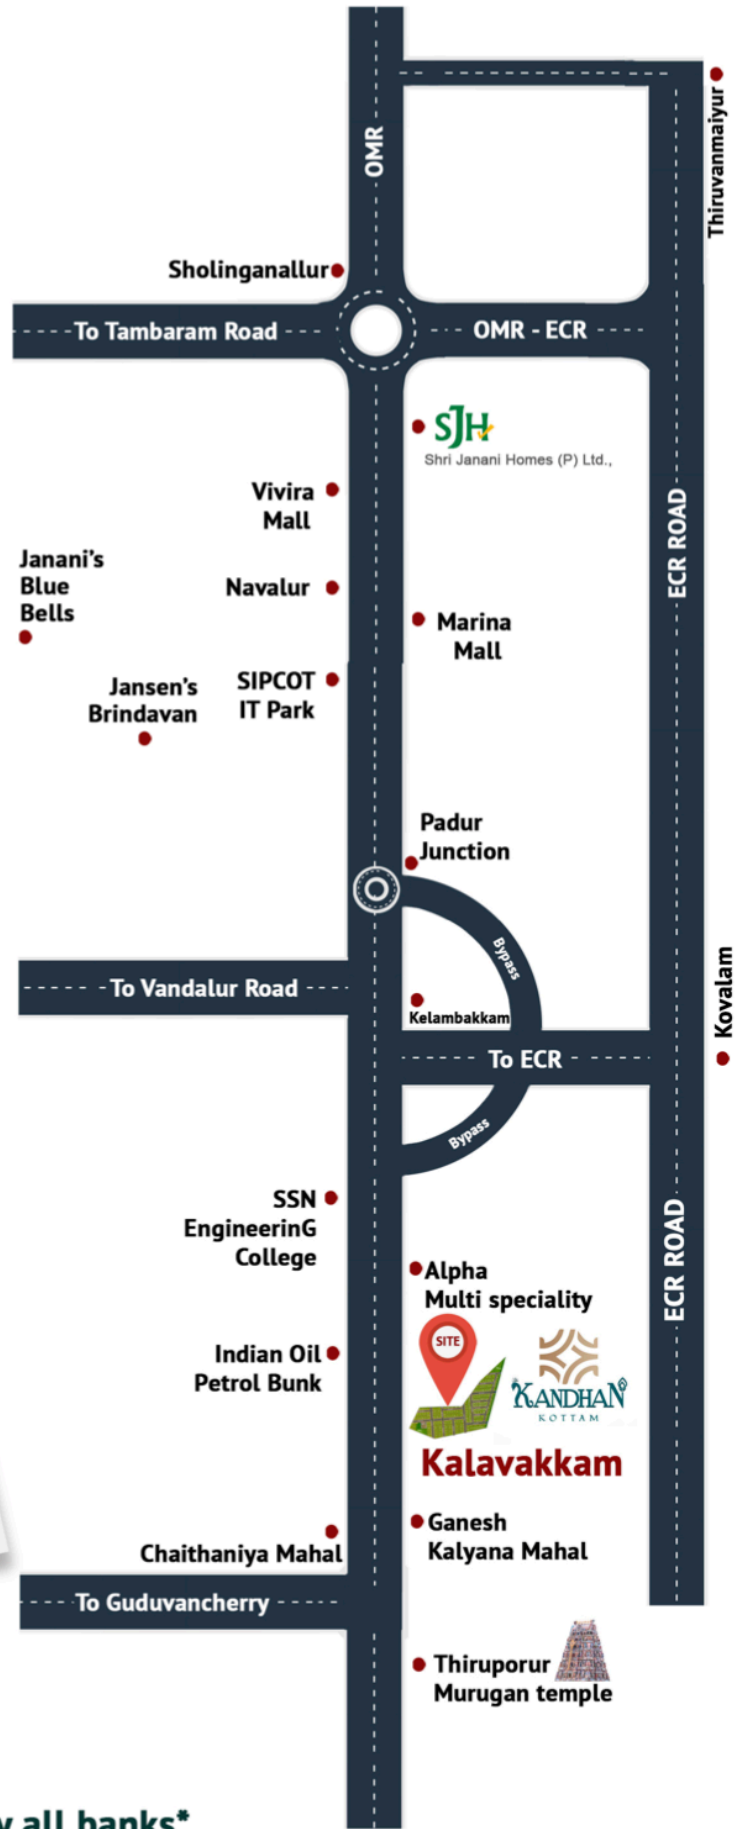 OMR
Thiruvanmaiyur
Sholinganallur
To Tambaram Road
OMR - ECR
SJH
Shri Janani Homes (P) Ltd.,
Vivira
Mall
ECR ROAD
Janani's
Blue
Bells
Navalur
Marina
Mall
Jansen's
Brindavan
SIPCOT
IT Park
Padur
Junction
Bypass
To Vandalur Road
Kelambakkam
Kovalam
To ECR
Bypass
SSN
EngineerinG
College
ECR ROAD
Alpha
Multi speciality
SITE
Indian Oil
Petrol Bunk
KANDHAN
KOTTAM
Kalavakkam
Ganesh
Kalyana Mahal
Chaithaniya Mahal
To Guduvancherry
Thiruporur
Murugan temple
all banks*